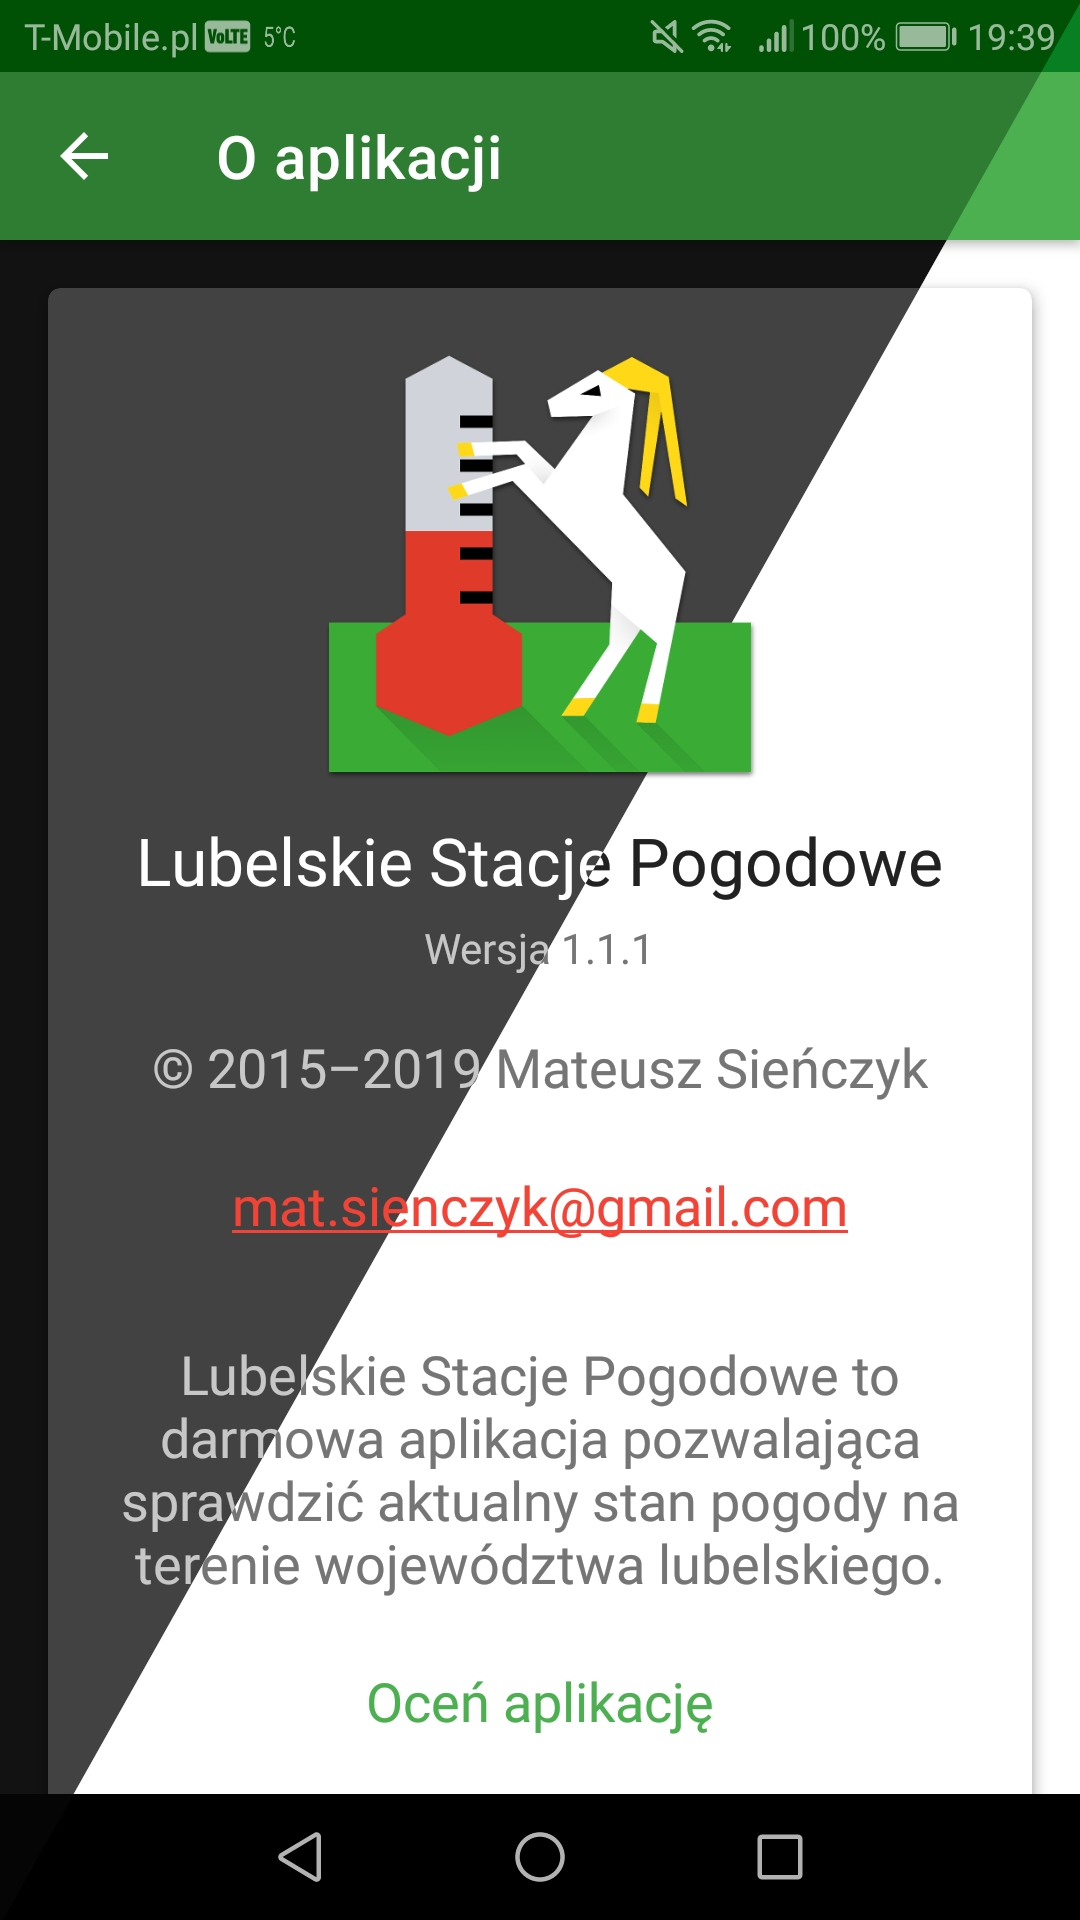 T-Mobile.pl VoLTE 5°C 100% 19:39
O aplikacji
Lubelskie Stacje Pogodowe
Wersja 1.1.1
© 2015–2019 Mateusz Sieńczyk
mat.sienczyk@gmail.com
Lubelskie Stacje Pogodowe to
darmowa aplikacja pozwalająca
sprawdzić aktualny stan pogody na
terenie województwa lubelskiego.
Oceń aplikację